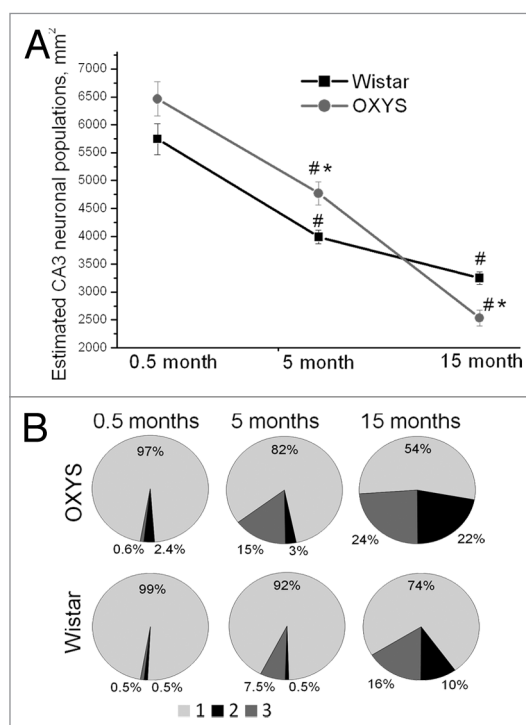 A
Estimated CA3 neuronal populations, mm²
7000
6500
6000
5500
5000
4500
4000
3500
3000
2500
2000
Wistar
OXYS
#*
#
#
#*
0.5 month
5 month
15 month
B
0.5 months 5 months 15 months
OXYS
97% 82% 54%
0.6% 2.4% 15% 3% 24% 22%
Wistar
99% 92% 74%
0.5% 0.5% 7.5% 0.5% 16% 10%
1 2 3